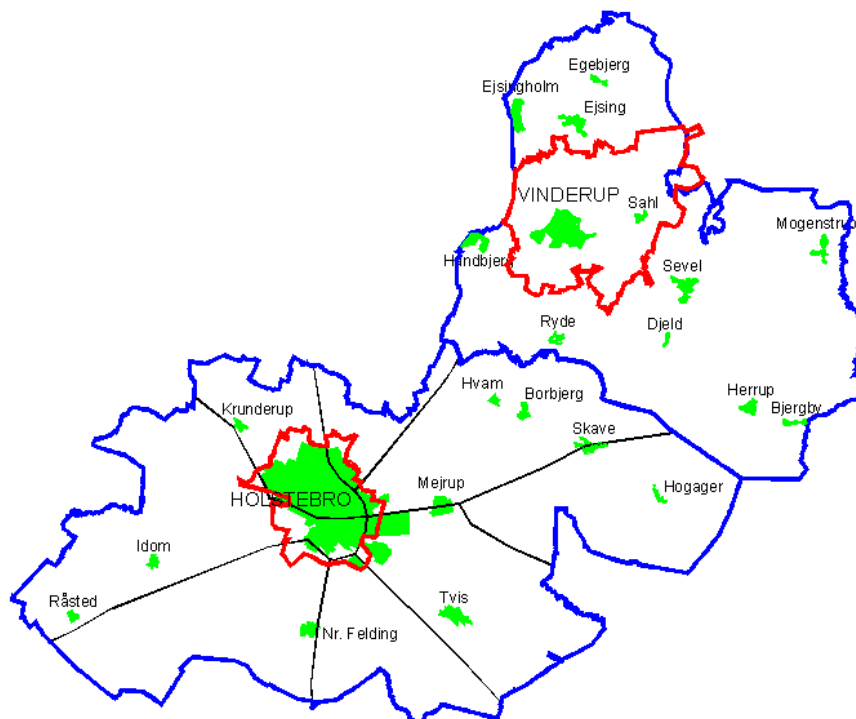 Egebjerg
Ejsingholm
Ejsing
VINDERUP
Sahl
Mogenstrup
Handbjerg
Sevel
Ryde
Djeld
Hvam
Borbjerg
Herrup
Bjergby
Krunderup
Skave
Mejrup
Hogager
HOLSTEBRO
Idom
Råsted
Tvis
Nr. Felding